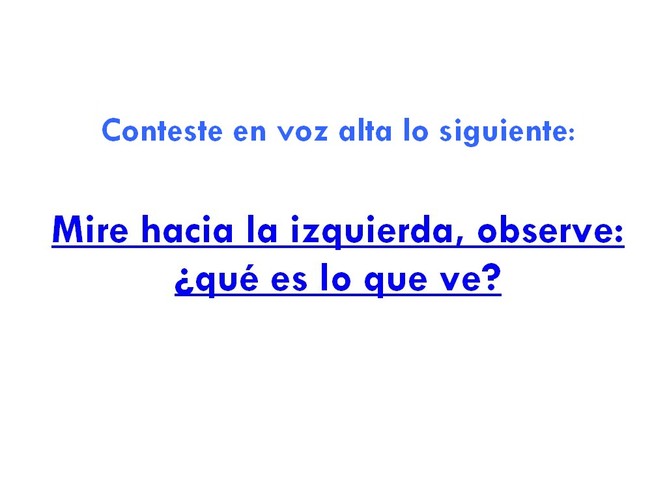 Conteste en voz alta lo siguiente:
Mire hacia la izquierda, observe:
¿qué es lo que ve?